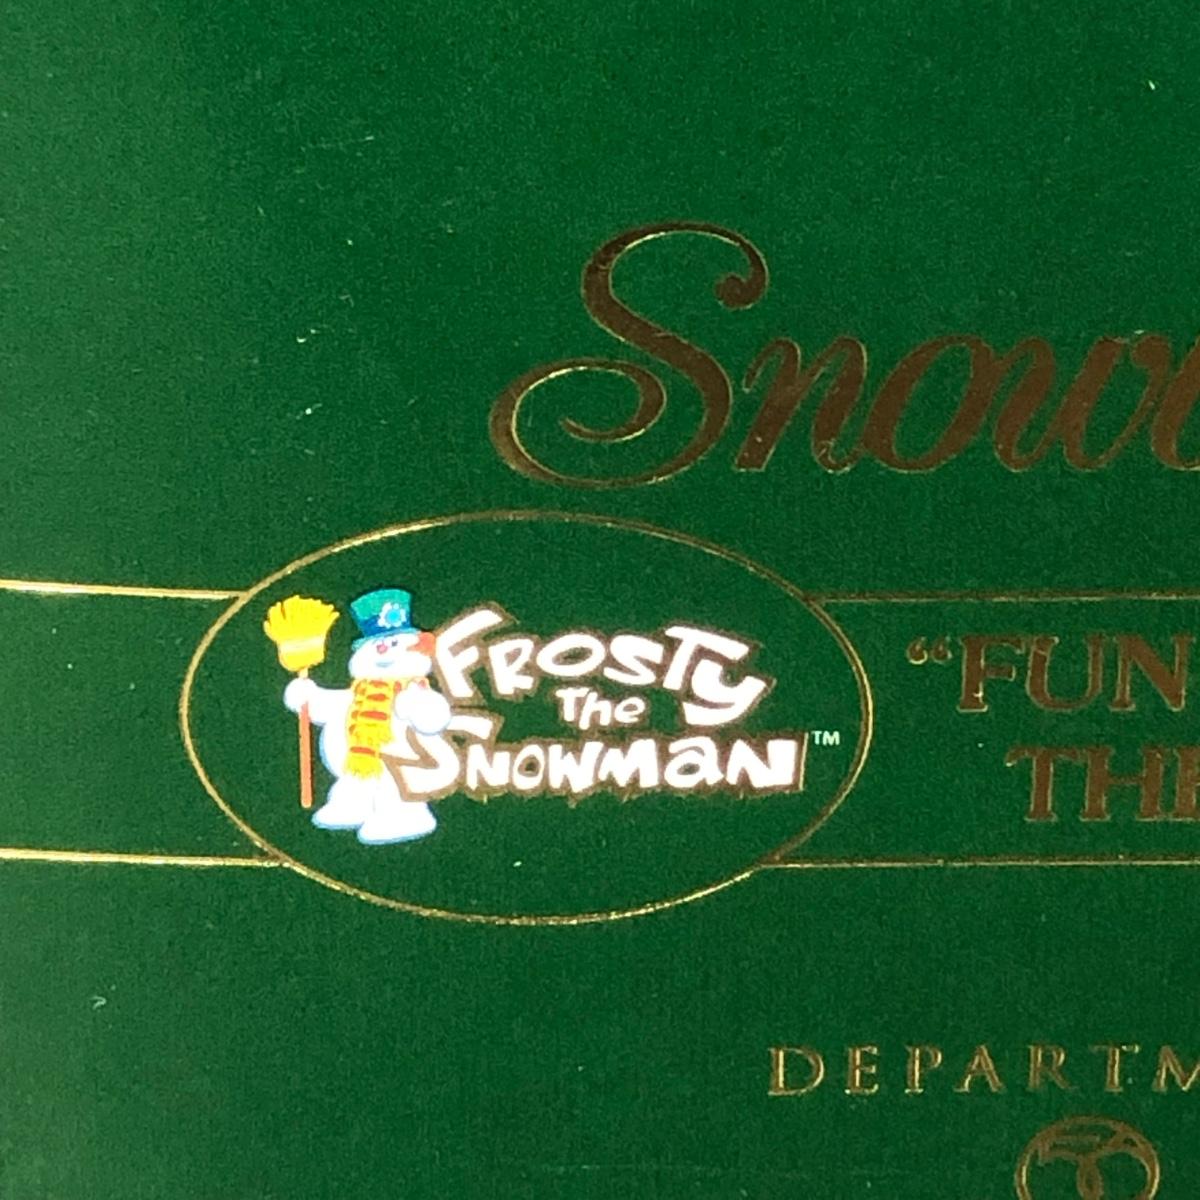 Snow
FROSTY
The
SNOWMAN™
"FUN
THE
DEPARTM